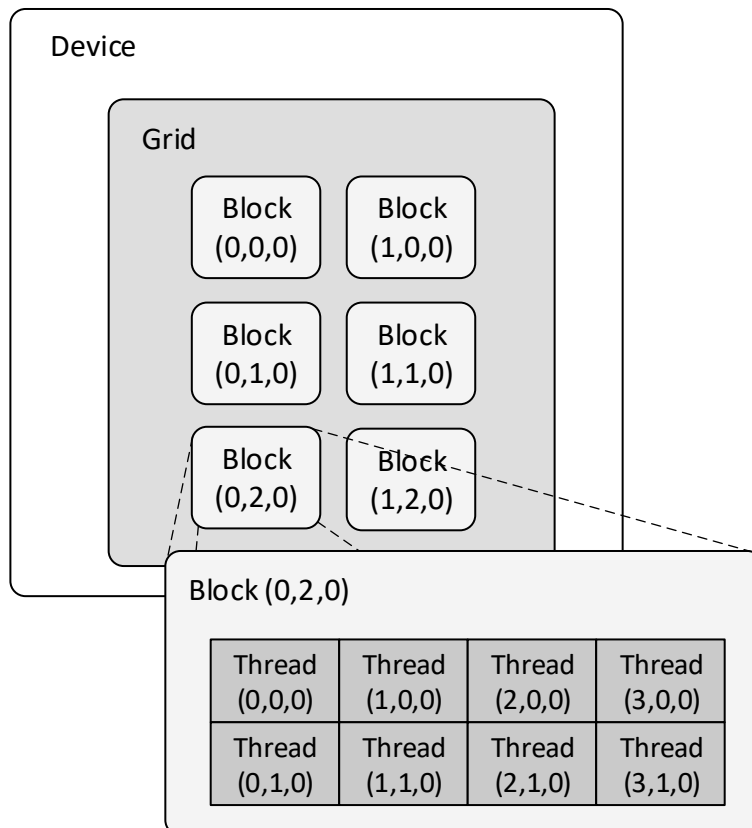 Device
Grid
Block
(0,0,0)
Block
(1,0,0)
Block
(0,1,0)
Block
(1,1,0)
Block
(0,2,0)
Block
(1,2,0)
Block (0,2,0)
Thread
(0,0,0)
Thread
(1,0,0)
Thread
(2,0,0)
Thread
(3,0,0)
Thread
(0,1,0)
Thread
(1,1,0)
Thread
(2,1,0)
Thread
(3,1,0)